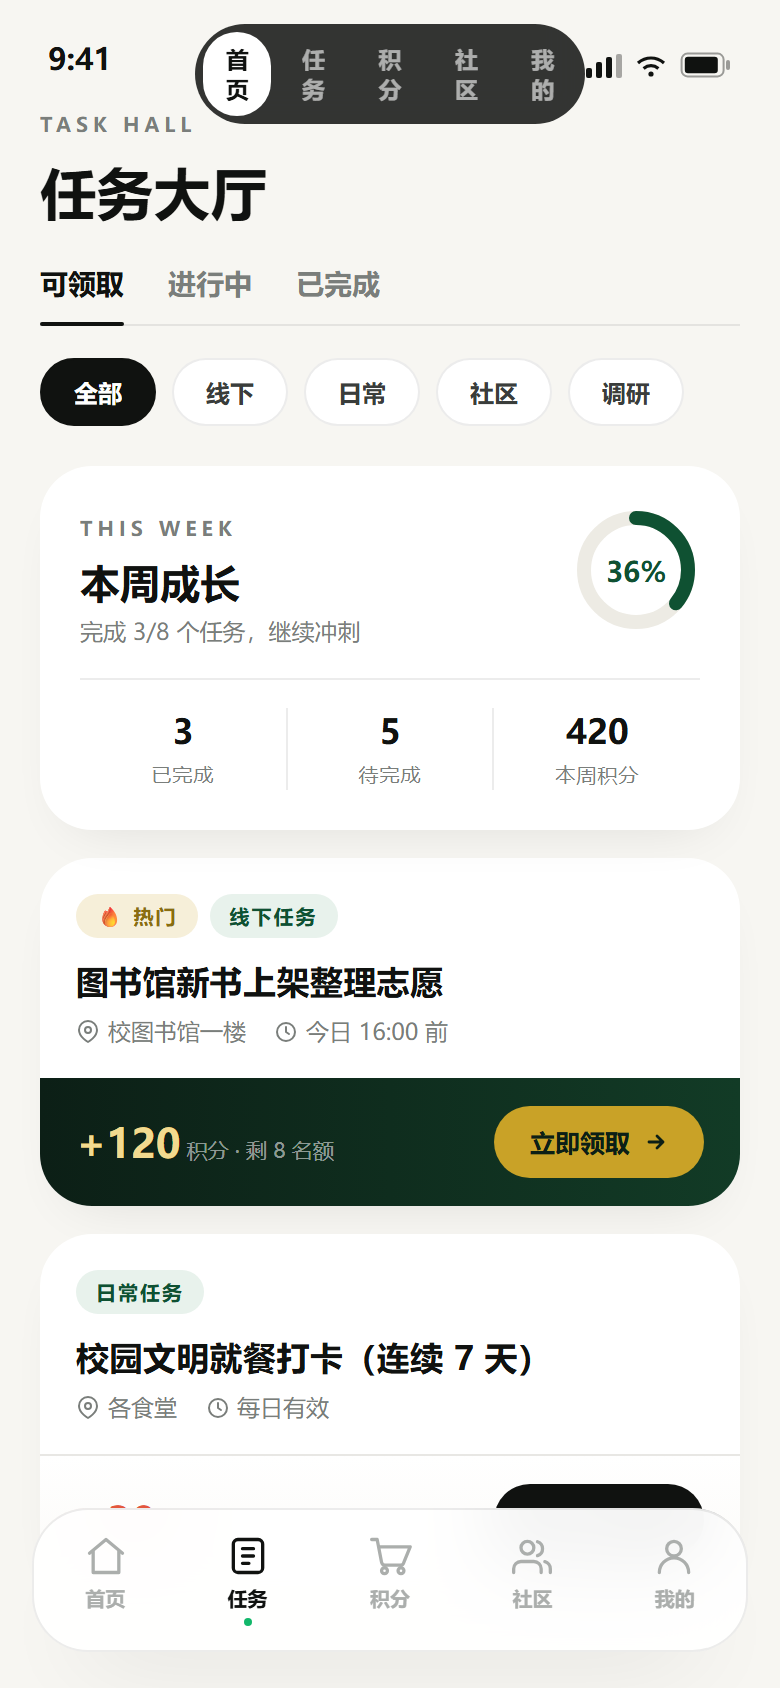 9:41
首页 任务 积分 社区 我的
TASK HALL
任务大厅
可领取 进行中 已完成
全部 线下 日常 社区 调研
THIS WEEK
本周成长
完成 3/8 个任务，继续冲刺
36%
3 5 420
已完成 待完成 本周积分
热门 线下任务
图书馆新书上架整理志愿
校图书馆一楼 今日 16:00 前
+120 积分 · 剩 8 名额 立即领取 →
日常任务
校园文明就餐打卡（连续 7 天）
各食堂 每日有效
首页 任务 积分 社区 我的